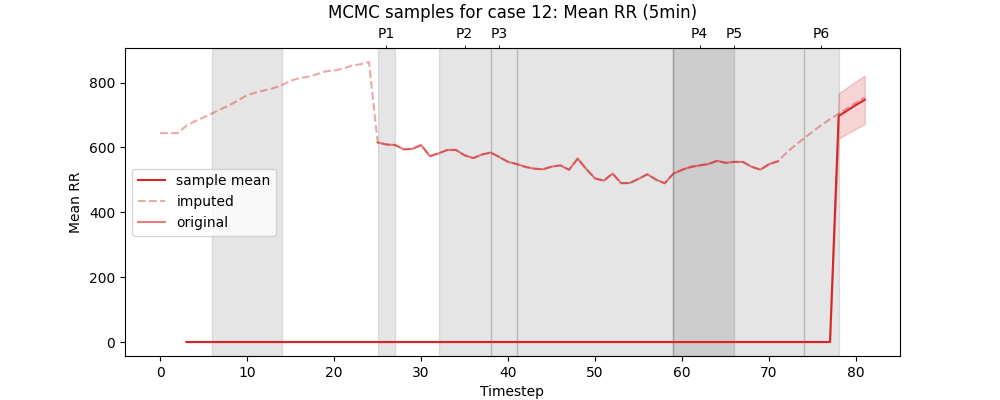 MCMC samples for case 12: Mean RR (5min)
P1 P2 P3 P4 P5 P6
800
600
400
200
0
Mean RR
sample mean
imputed
original
0 10 20 30 40 50 60 70 80
Timestep